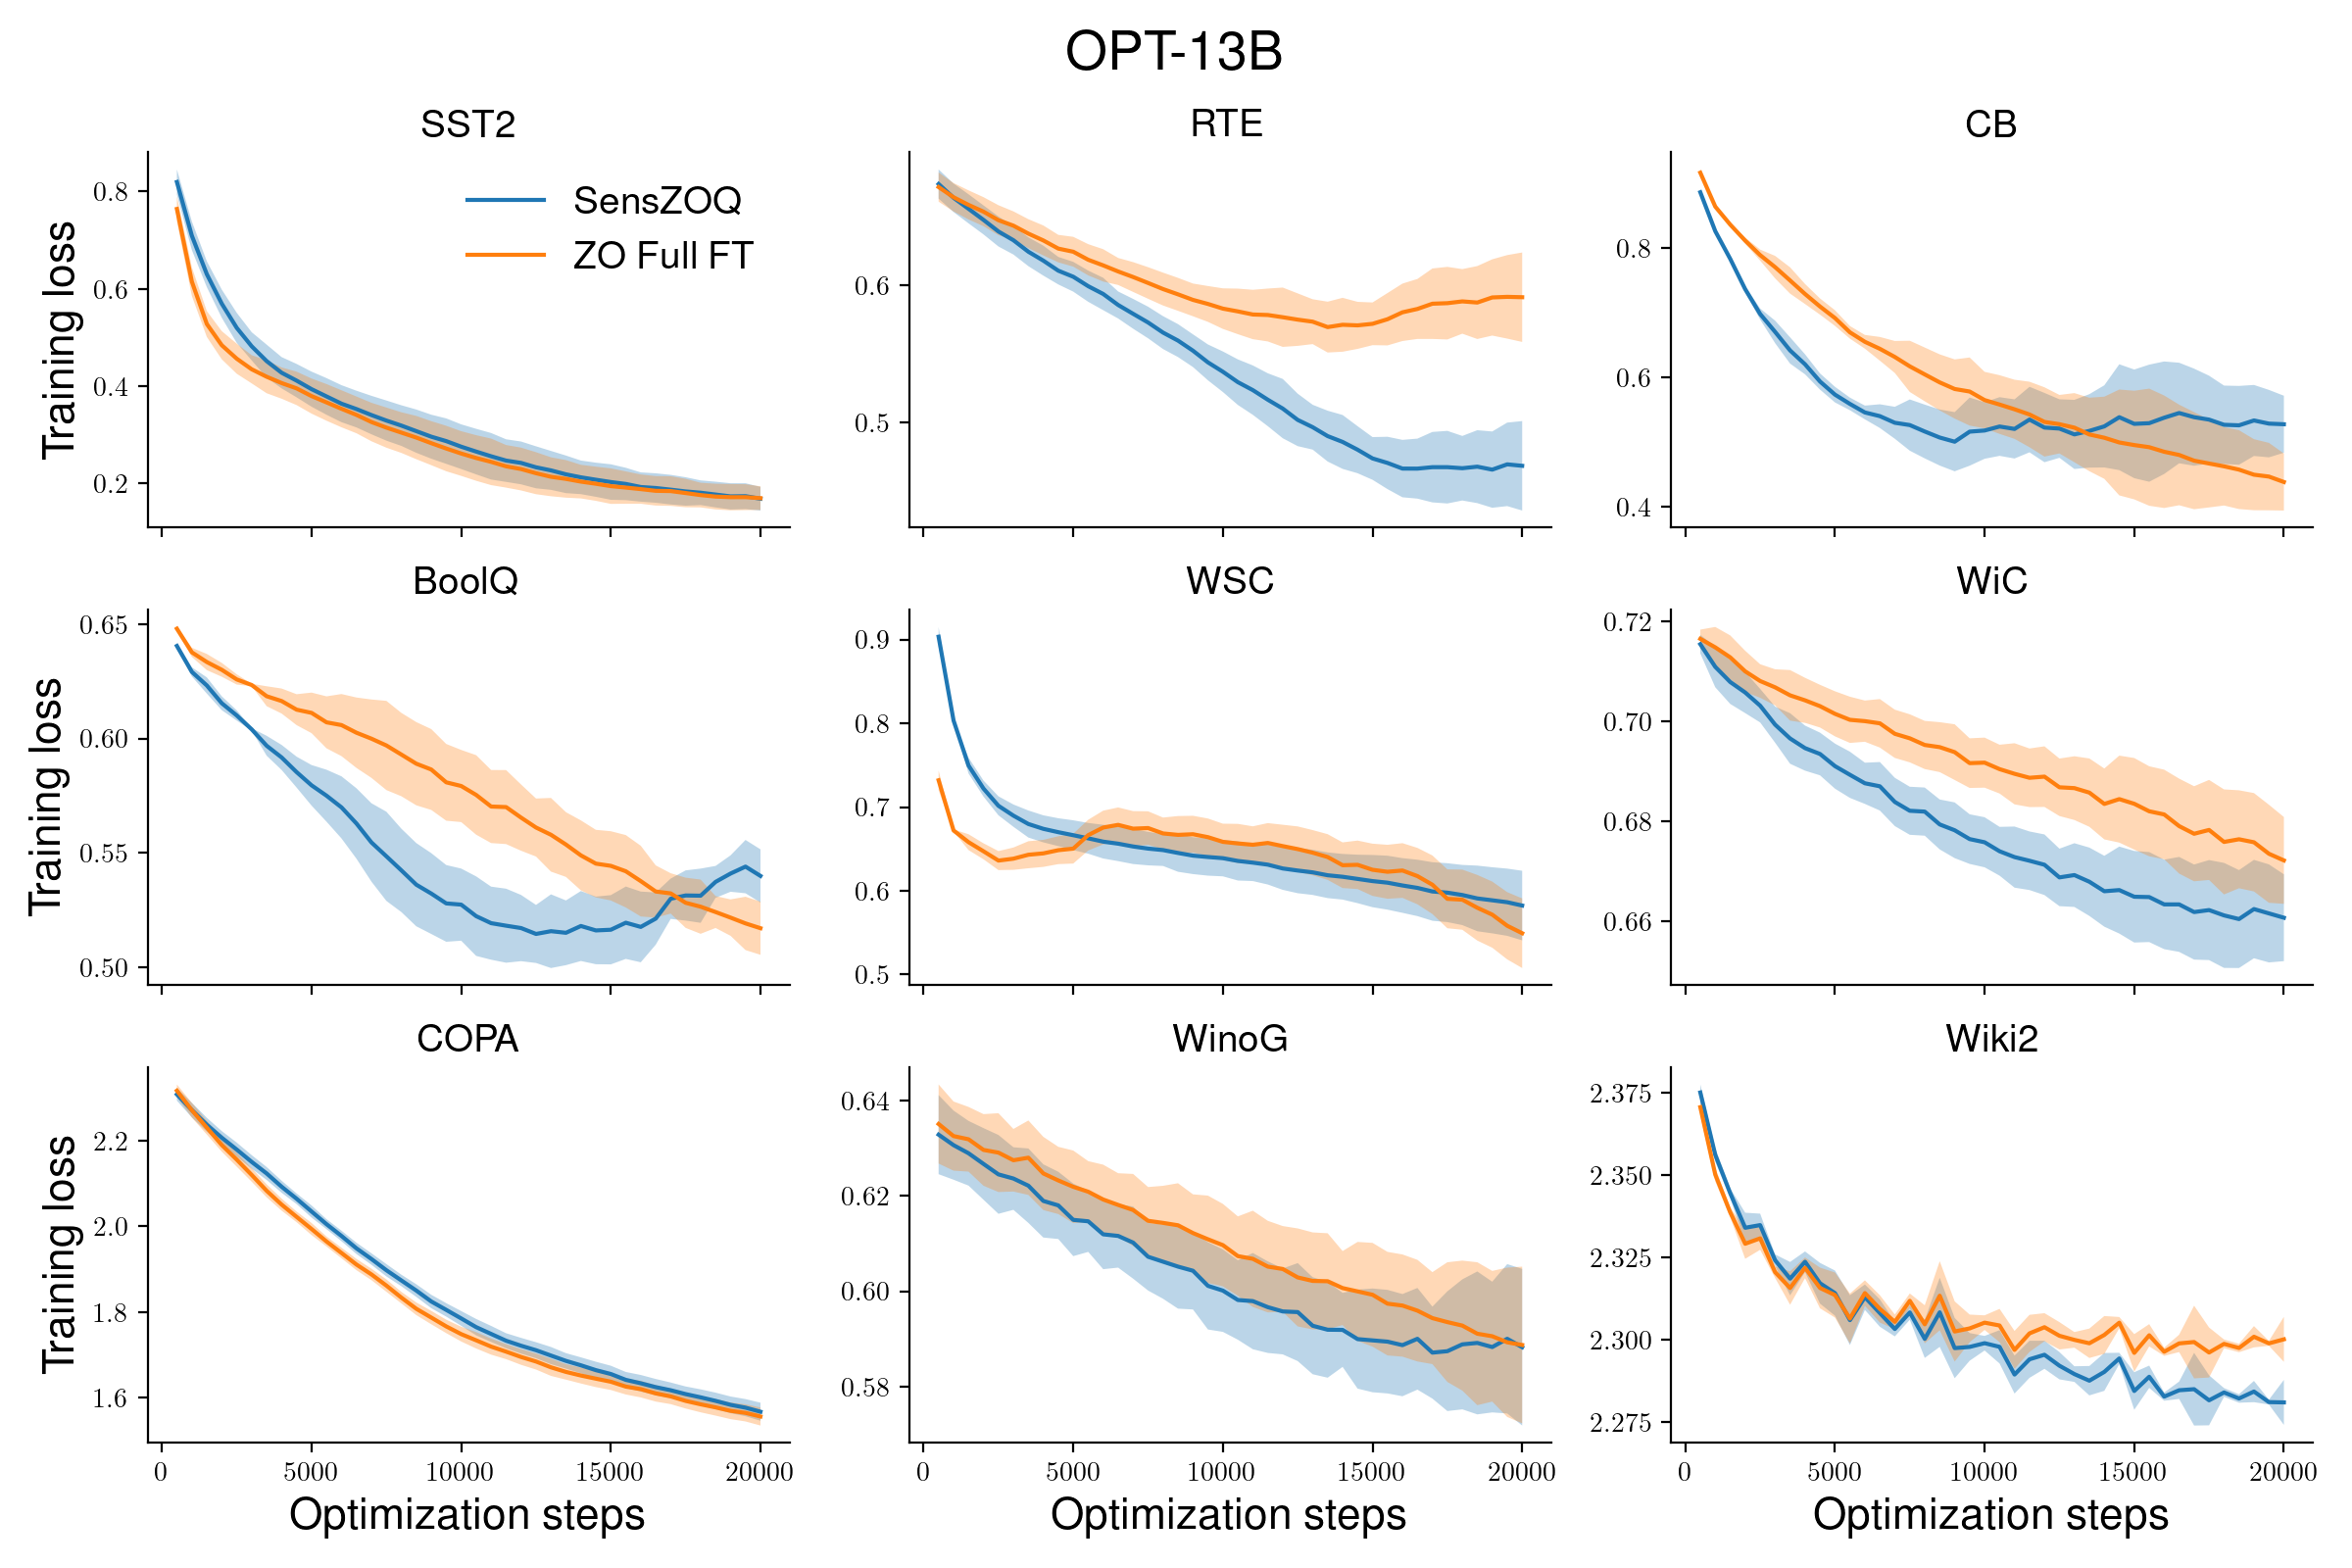 OPT-13B
SST2
RTE
CB
Training loss
0.8
0.6
0.4
0.2
SensZOQ
ZO Full FT
0.6
0.5
0.8
0.6
0.4
BoolQ
WSC
WiC
Training loss
0.65
0.60
0.55
0.50
0.9
0.8
0.7
0.6
0.5
0.72
0.70
0.68
0.66
COPA
WinoG
Wiki2
Training loss
2.2
2.0
1.8
1.6
0.64
0.62
0.60
0.58
2.375
2.350
2.325
2.300
2.275
0 5000 10000 15000 20000
0 5000 10000 15000 20000
0 5000 10000 15000 20000
Optimization steps
Optimization steps
Optimization steps